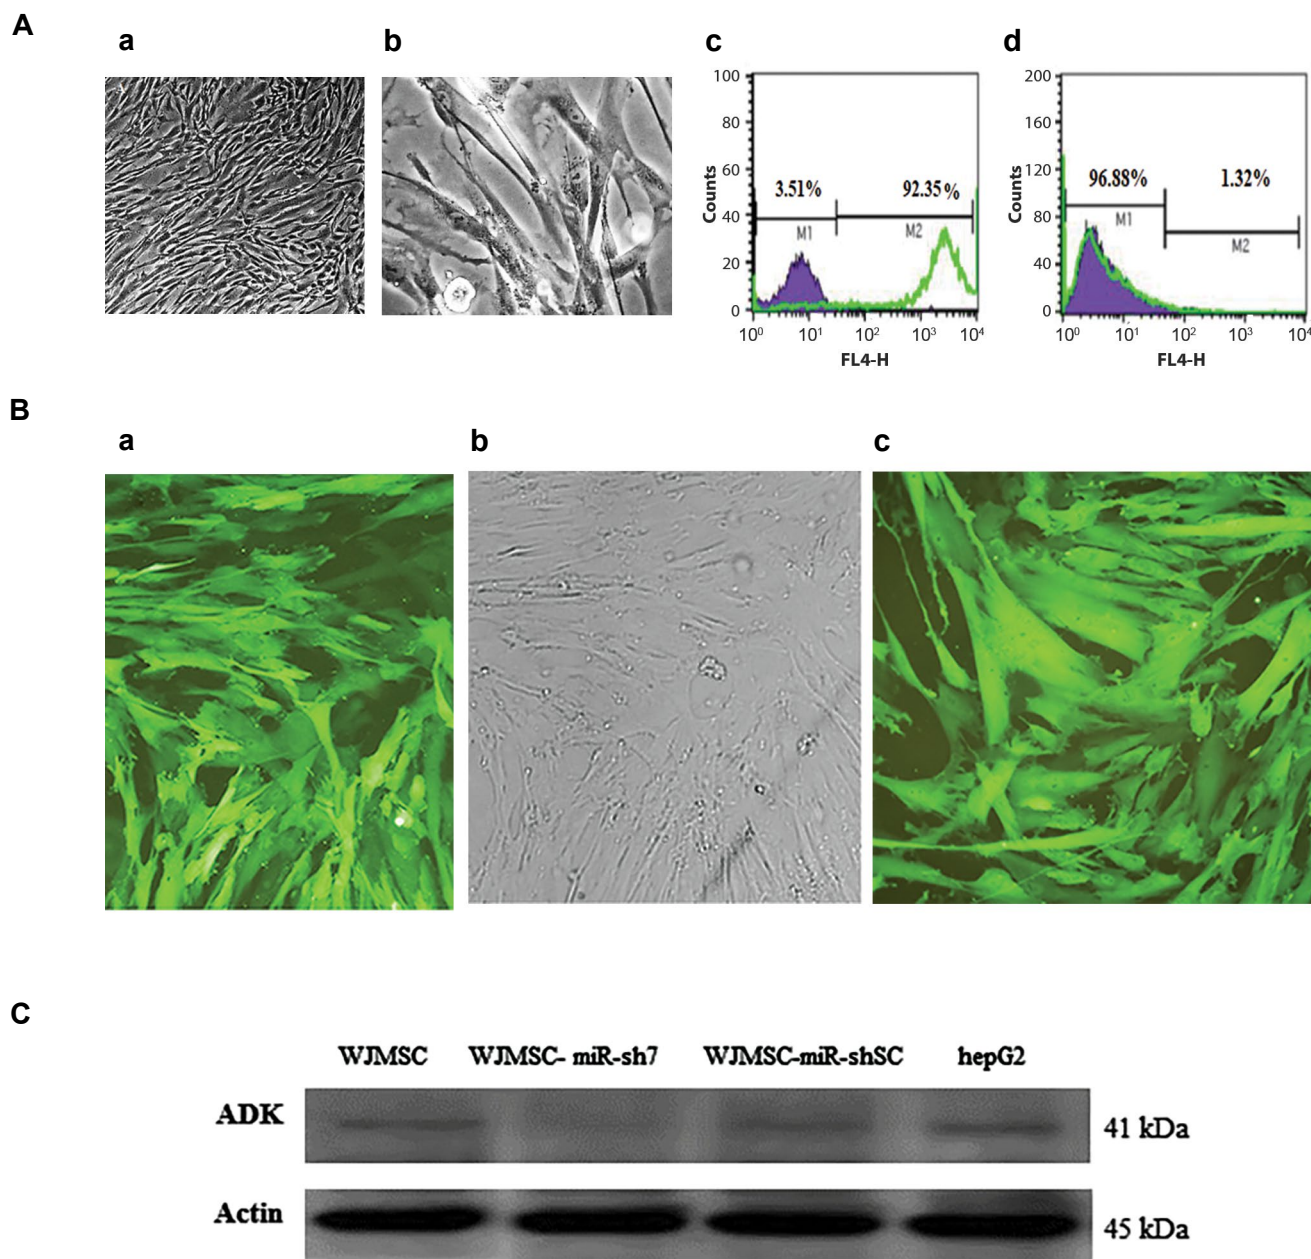 A
a
b
c
d
100
80
60
40
20
0
Counts
3.51%
92.35%
M1
M2
10⁰
10¹
10²
10³
10⁴
FL4-H
200
160
120
80
40
0
Counts
96.88%
1.32%
M1
M2
10⁰
10¹
10²
10³
10⁴
FL4-H
B
a
b
c
C
WJMSC WJMSC- miR-sh7 WJMSC-miR-shSC hepG2
ADK 41 kDa
Actin 45 kDa